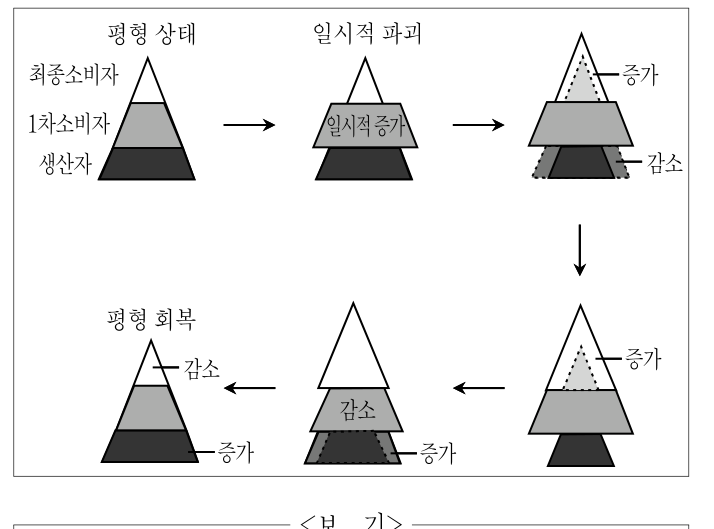 평형 상태
일시적 파괴
최종소비자
1차소비자
생산자
일시적 증가
증가
감소
평형 회복
감소
증가
감소
증가
증가
<보 기>